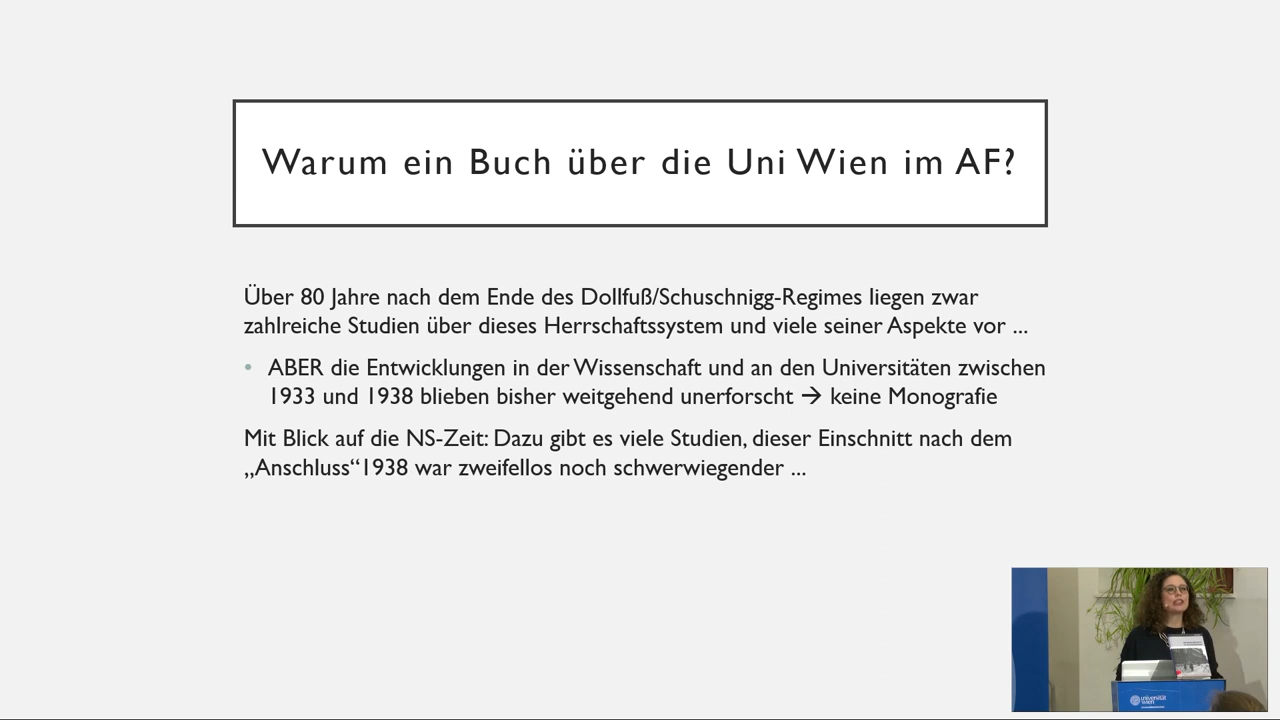 Warum ein Buch über die Uni Wien im AF?
Über 80 Jahre nach dem Ende des Dollfuß/Schuschnigg-Regimes liegen zwar
zahlreiche Studien über dieses Herrschaftssystem und viele seiner Aspekte vor ...
• ABER die Entwicklungen in der Wissenschaft und an den Universitäten zwischen
1933 und 1938 blieben bisher weitgehend unerforscht → keine Monografie
Mit Blick auf die NS-Zeit: Dazu gibt es viele Studien, dieser Einschnitt nach dem
„Anschluss“1938 war zweifellos noch schwerwiegender ...
universität
wien